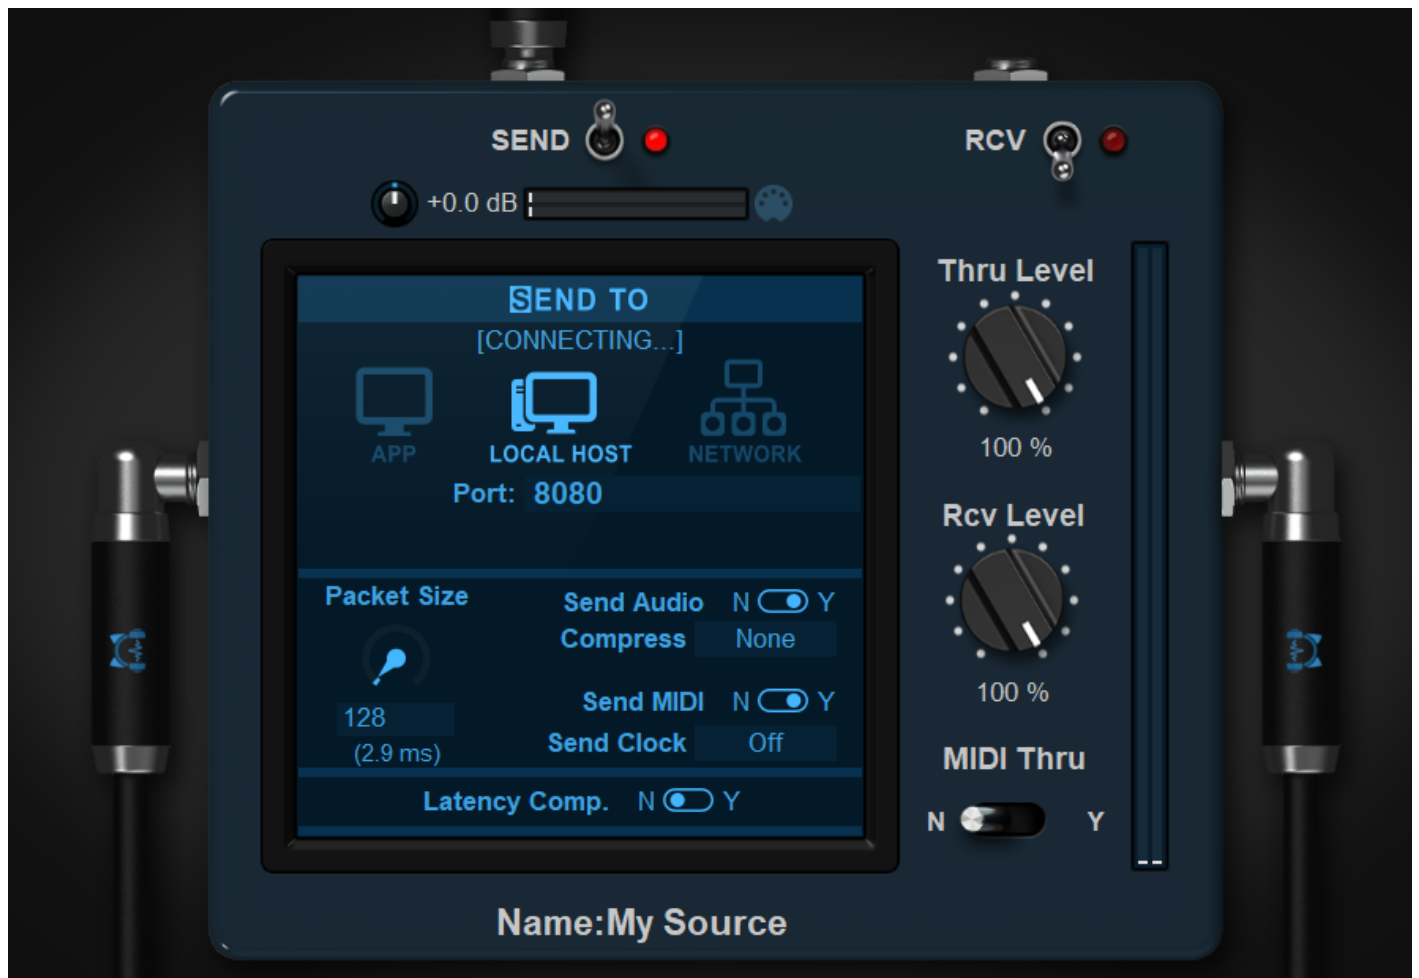 SEND
RCV
+0.0 dB
SEND TO
[CONNECTING...]
APP
LOCAL HOST
NETWORK
Port: 8080
Packet Size
128
(2.9 ms)
Send Audio N Y
Compress None
Send MIDI N Y
Send Clock Off
Latency Comp. N Y
Thru Level
100 %
Rcv Level
100 %
MIDI Thru
N Y
Name:My Source